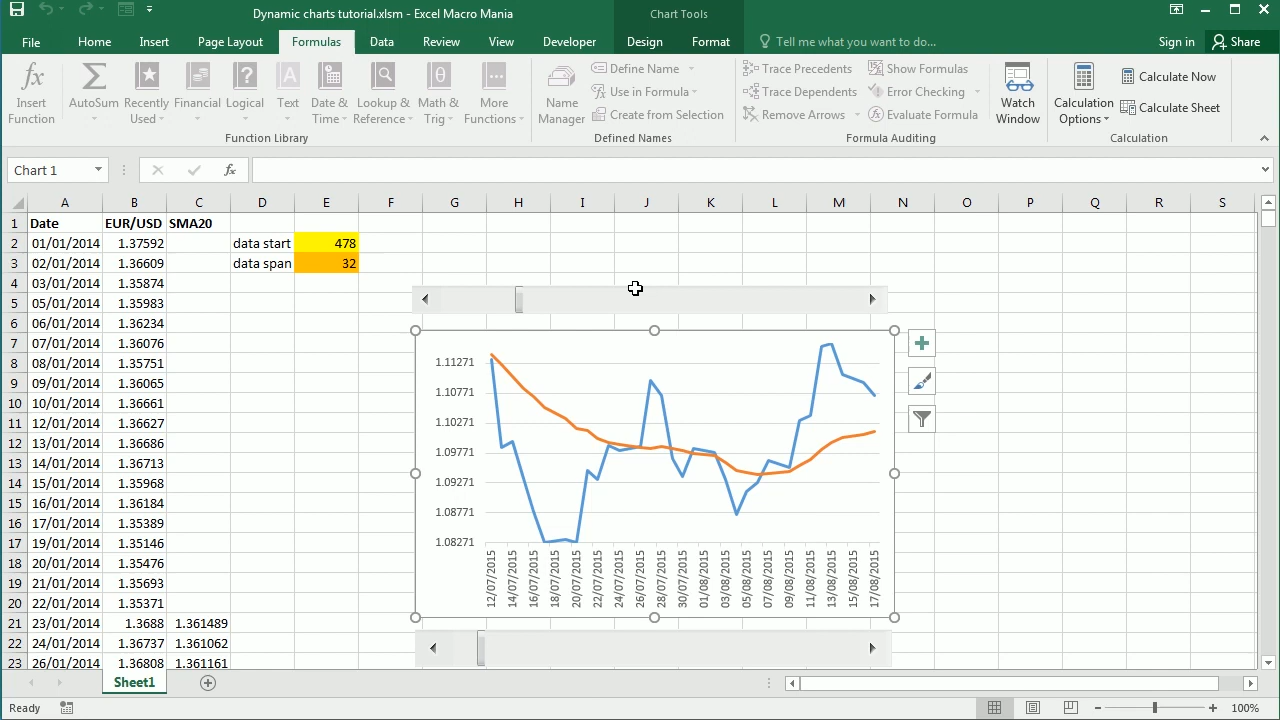 Dynamic charts tutorial.xlsm - Excel Macro Mania
Chart Tools
File Home Insert Page Layout Formulas Data Review View Developer Design Format Tell me what you want to do... Sign in Share
Insert Function
AutoSum
Recently Used
Financial
Logical
Text
Date & Time
Lookup & Reference
Math & Trig
More Functions
Function Library
Name Manager
Define Name
Use in Formula
Create from Selection
Defined Names
Trace Precedents
Trace Dependents
Remove Arrows
Show Formulas
Error Checking
Evaluate Formula
Formula Auditing
Watch Window
Calculation Options
Calculate Now
Calculate Sheet
Calculation
Chart 1
fx
A B C D E F G H I J K L M N O P Q R S
1 Date EUR/USD SMA20
2 01/01/2014 1.37592 data start 478
3 02/01/2014 1.36609 data span 32
4 03/01/2014 1.35874
5 05/01/2014 1.35983
6 06/01/2014 1.36234
7 07/01/2014 1.36076
8 08/01/2014 1.35751
9 09/01/2014 1.36065
10 10/01/2014 1.36661
11 12/01/2014 1.36627
12 13/01/2014 1.36686
13 14/01/2014 1.36713
14 15/01/2014 1.35968
15 16/01/2014 1.36184
16 17/01/2014 1.35389
17 19/01/2014 1.35146
18 20/01/2014 1.35476
19 21/01/2014 1.35693
20 22/01/2014 1.35371
21 23/01/2014 1.3688 1.361489
22 24/01/2014 1.36737 1.361062
23 26/01/2014 1.36808 1.361161
1.11271
1.10771
1.10271
1.09771
1.09271
1.08771
1.08271
12/07/2015
14/07/2015
16/07/2015
18/07/2015
20/07/2015
22/07/2015
24/07/2015
26/07/2015
28/07/2015
30/07/2015
01/08/2015
03/08/2015
05/08/2015
07/08/2015
09/08/2015
11/08/2015
13/08/2015
15/08/2015
17/08/2015
Sheet1
Ready
100%